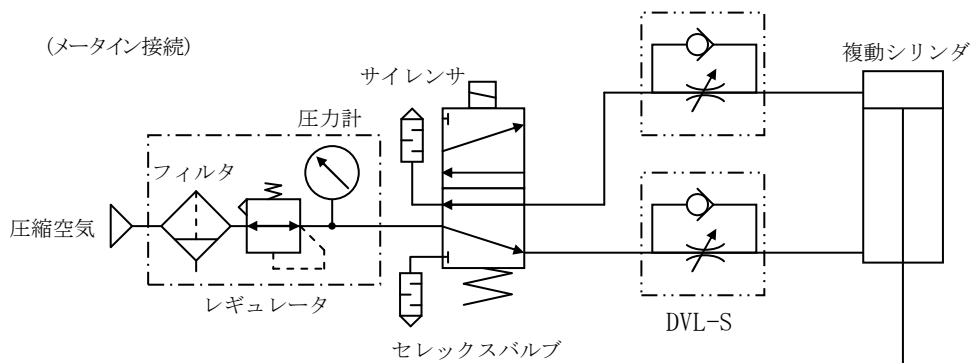 (メータイン接続)
複動シリンダ
サイレンサ
圧力計
フィルタ
圧縮空気
レギュレータ
DVL-S
セレックスバルブ